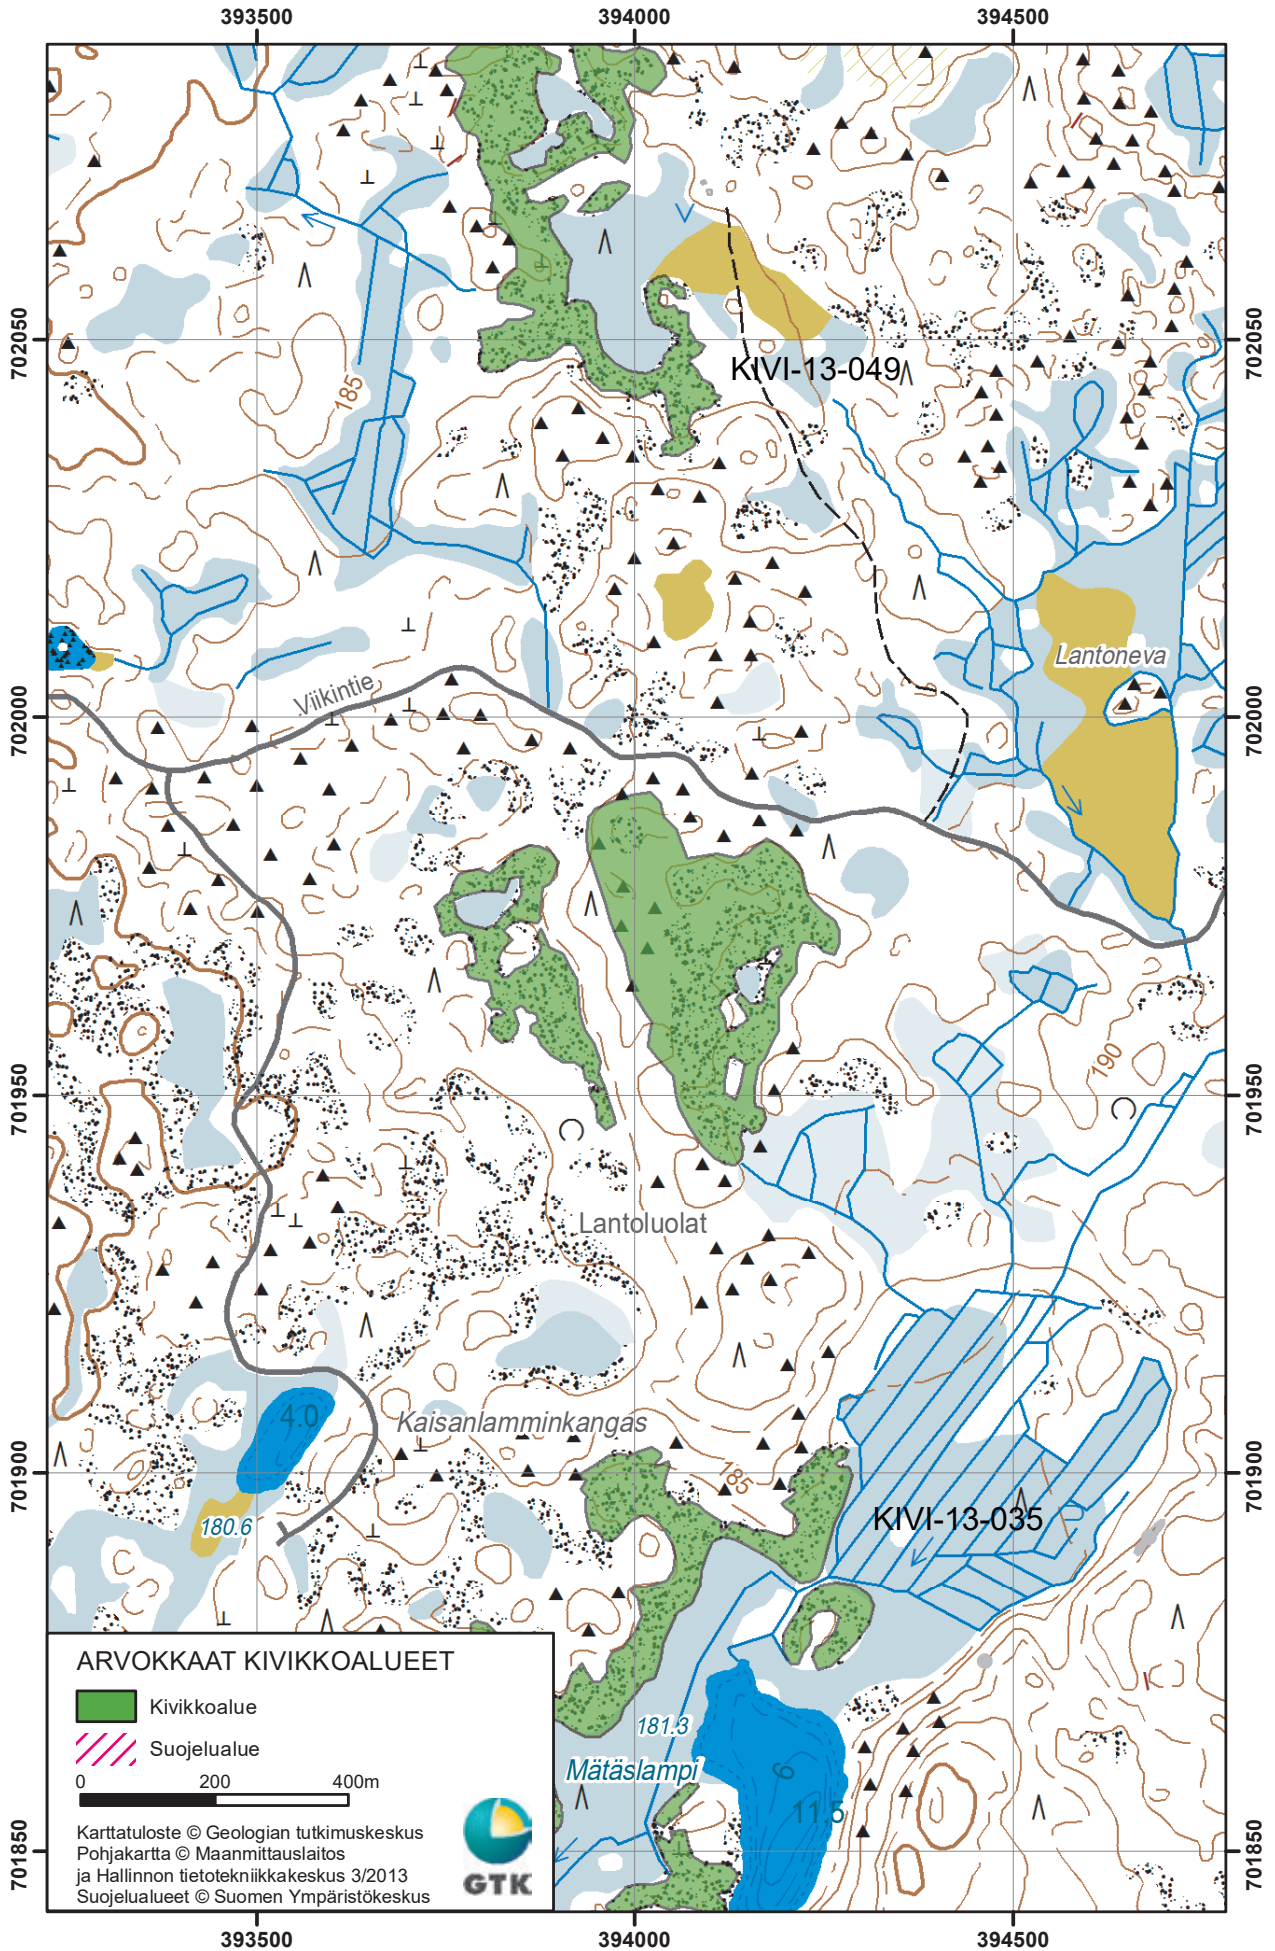 393500 394000 394500
702050 702050
KIVI-13-049
185
Lantoneva
Viikintie
702000 702000
190
701950 701950
Lantoluolat
4.0
Kaisanlamminkangas
185
701900 701900
KIVI-13-035
180.6
181.3
Mätäslampi
6
11.5
701850 701850
ARVOKKAAT KIVIKKOALUEET
Kivikkoalue
Suojelualue
0 200 400m
Karttatuloste © Geologian tutkimuskeskus
Pohjakartta © Maanmittauslaitos
ja Hallinnon tietotekniikkakeskus 3/2013
Suojelualueet © Suomen Ympäristökeskus
GTK
393500 394000 394500